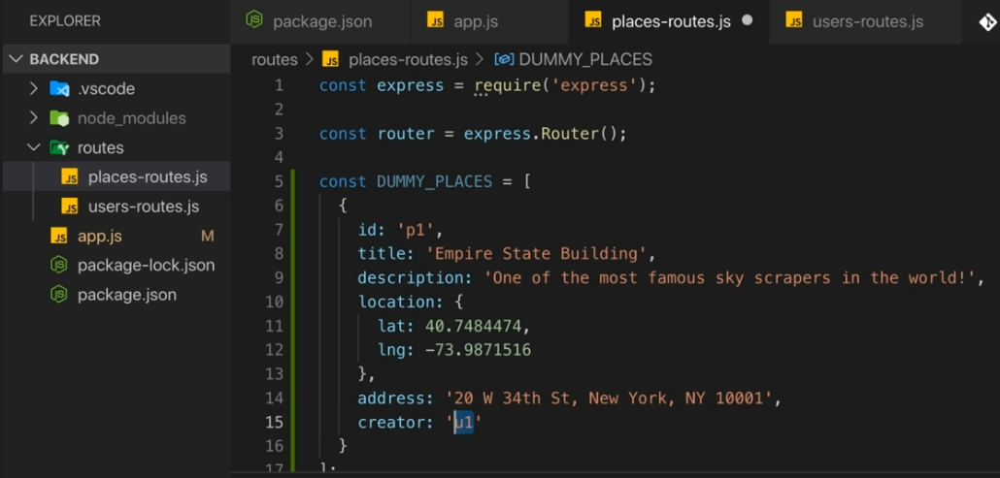 EXPLORER
package.json
app.js
places-routes.js
users-routes.js
BACKEND
.vscode
node_modules
routes
places-routes.js
users-routes.js
app.js M
package-lock.json
package.json
routes > JS places-routes.js > DUMMY_PLACES
1 const express = require('express');
2
3 const router = express.Router();
4
5 const DUMMY_PLACES = [
6 {
7 id: 'p1',
8 title: 'Empire State Building',
9 description: 'One of the most famous sky scrapers in the world!',
10 location: {
11 lat: 40.7484474,
12 lng: -73.9871516
13 },
14 address: '20 W 34th St, New York, NY 10001',
15 creator: 'u1'
16 }
17 ];